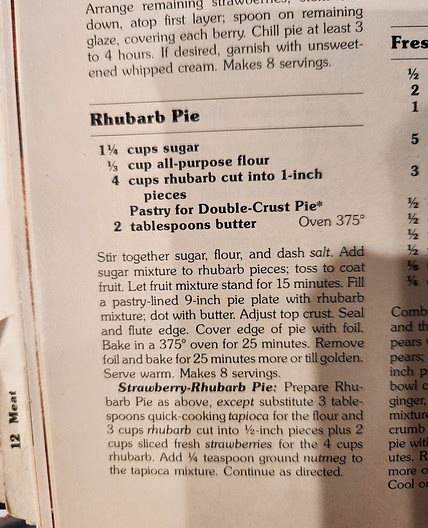 Arrange remaining strawberries,
down, atop first layer; spoon on remaining
glaze, covering each berry. Chill pie at least 3
to 4 hours. If desired, garnish with unsweet-
ened whipped cream. Makes 8 servings.
Rhubarb Pie
1¼ cups sugar
⅓ cup all-purpose flour
4 cups rhubarb cut into 1-inch
pieces
Pastry for Double-Crust Pie*
2 tablespoons butter Oven 375°
Stir together sugar, flour, and dash salt. Add
sugar mixture to rhubarb pieces; toss to coat
fruit. Let fruit mixture stand for 15 minutes. Fill
a pastry-lined 9-inch pie plate with rhubarb
mixture; dot with butter. Adjust top crust. Seal
and flute edge. Cover edge of pie with foil.
Bake in a 375° oven for 25 minutes. Remove
foil and bake for 25 minutes more or till golden.
Serve warm. Makes 8 servings.
Strawberry-Rhubarb Pie: Prepare Rhu-
barb Pie as above, except substitute 3 table-
spoons quick-cooking tapioca for the flour and
3 cups rhubarb cut into ½-inch pieces plus 2
cups sliced fresh strawberries for the 4 cups
rhubarb. Add ¼ teaspoon ground nutmeg to
the tapioca mixture. Continue as directed.
12 Meat
Fres
½
2
1
5
3
½
½
½
½
⅛
¼
Comb
and th
pears
pears;
inch p
bowl c
ginger,
mixture
crumb
pie with
utes. R
more o
Cool o